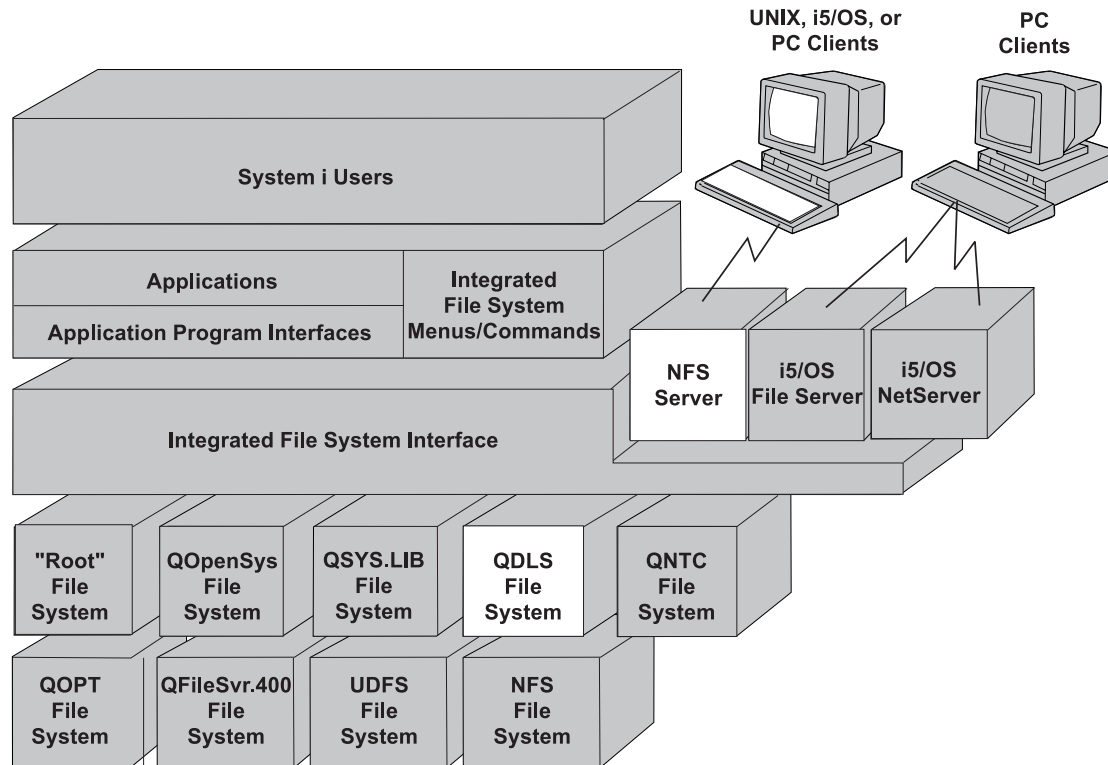 UNIX, i5/OS, or
PC Clients
PC
Clients
System i Users
Applications
Application Program Interfaces
Integrated
File System
Menus/Commands
NFS
Server
i5/OS
File Server
i5/OS
NetServer
Integrated File System Interface
"Root"
File
System
QOpenSys
File
System
QSYS.LIB
File
System
QDLS
File
System
QNTC
File
System
QOPT
File
System
QFileSvr.400
File
System
UDFS
File
System
NFS
File
System